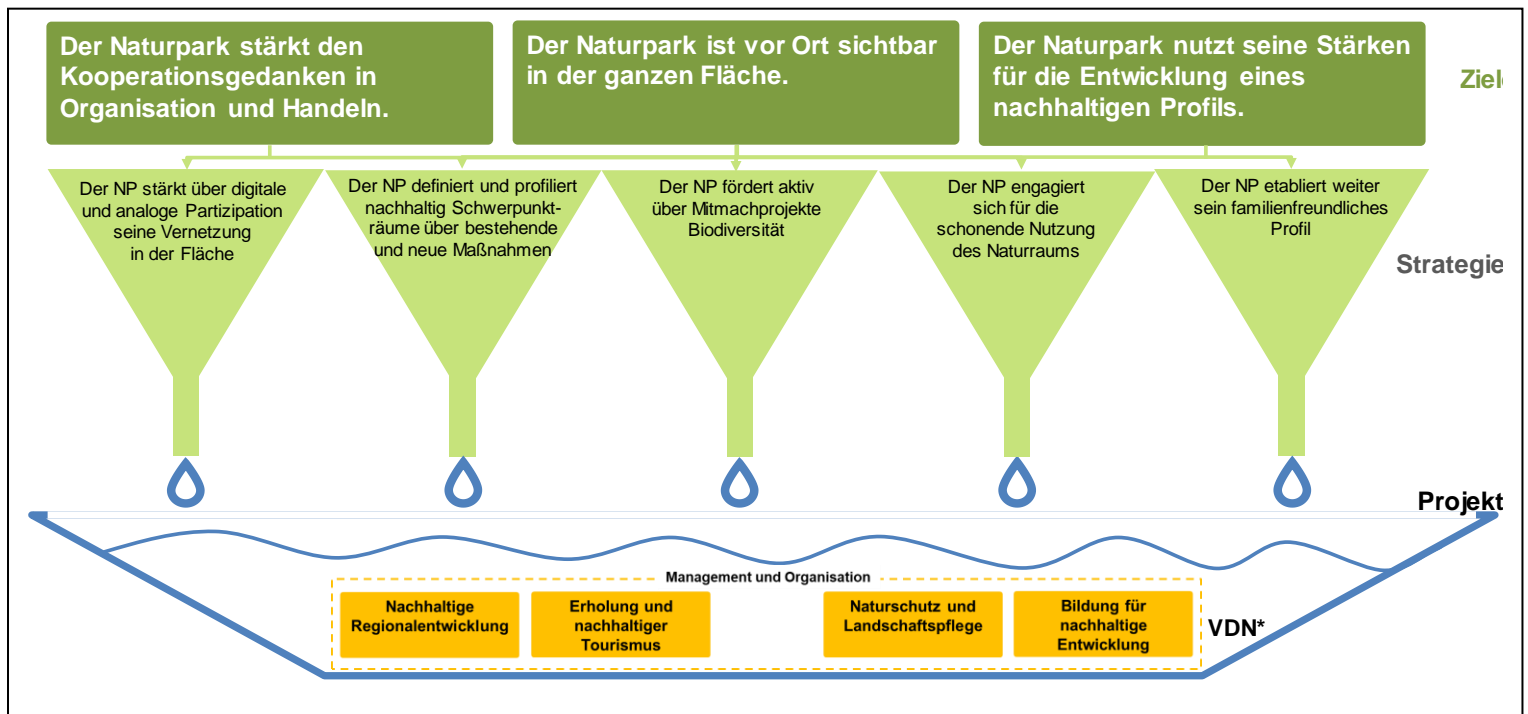 Der Naturpark stärkt den
Kooperationsgedanken in
Organisation und Handeln.
Der Naturpark ist vor Ort sichtbar
in der ganzen Fläche.
Der Naturpark nutzt seine Stärken
für die Entwicklung eines
nachhaltigen Profils.
Ziel
Der NP stärkt über digitale
und analoge Partizipation
seine Vernetzung
in der Fläche
Der NP definiert und profiliert
nachhaltig Schwerpunkt-
räume über bestehende
und neue Maßnahmen
Der NP fördert aktiv
über Mitmachprojekte
Biodiversität
Der NP engagiert
sich für die
schonende Nutzung
des Naturraums
Der NP etabliert weiter
sein familienfreundliches
Profil
Strategie
Projekt
Management und Organisation
Nachhaltige
Regionalentwicklung
Erholung und
nachhaltiger
Tourismus
Naturschutz und
Landschaftspflege
Bildung für
nachhaltige
Entwicklung
VDN*